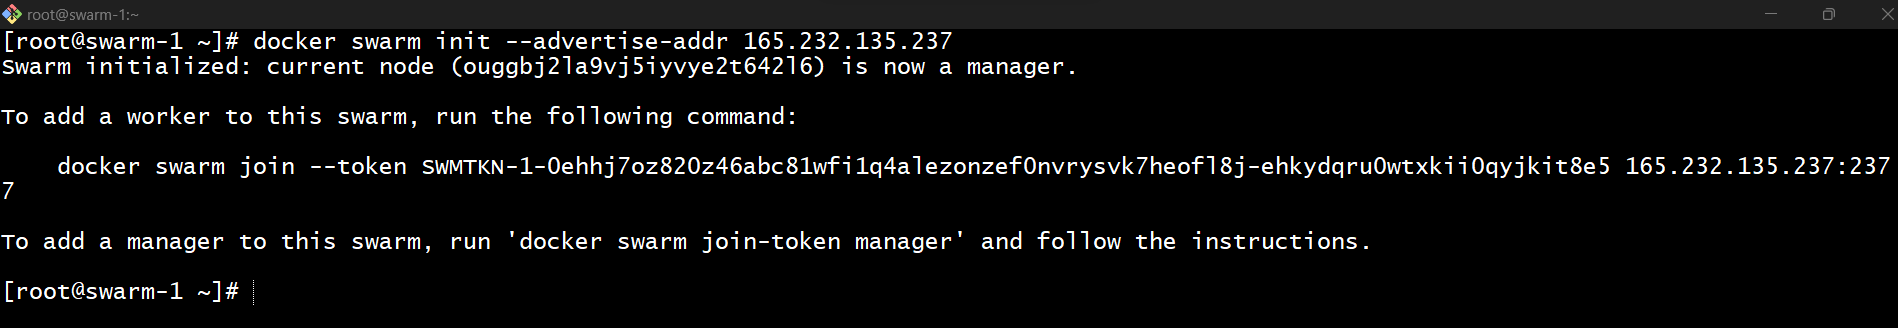 root@swarm-1:~
[root@swarm-1 ~]# docker swarm init --advertise-addr 165.232.135.237
Swarm initialized: current node (ouggbj2la9vj5iyvye2t642l6) is now a manager.
To add a worker to this swarm, run the following command:
    docker swarm join --token SWMTKN-1-0ehhj7oz820z46abc81wfi1q4alezonzef0nvrysvk7heofl8j-ehkydqru0wtxkii0qyjkit8e5 165.232.135.237:237
7
To add a manager to this swarm, run 'docker swarm join-token manager' and follow the instructions.
[root@swarm-1 ~]#